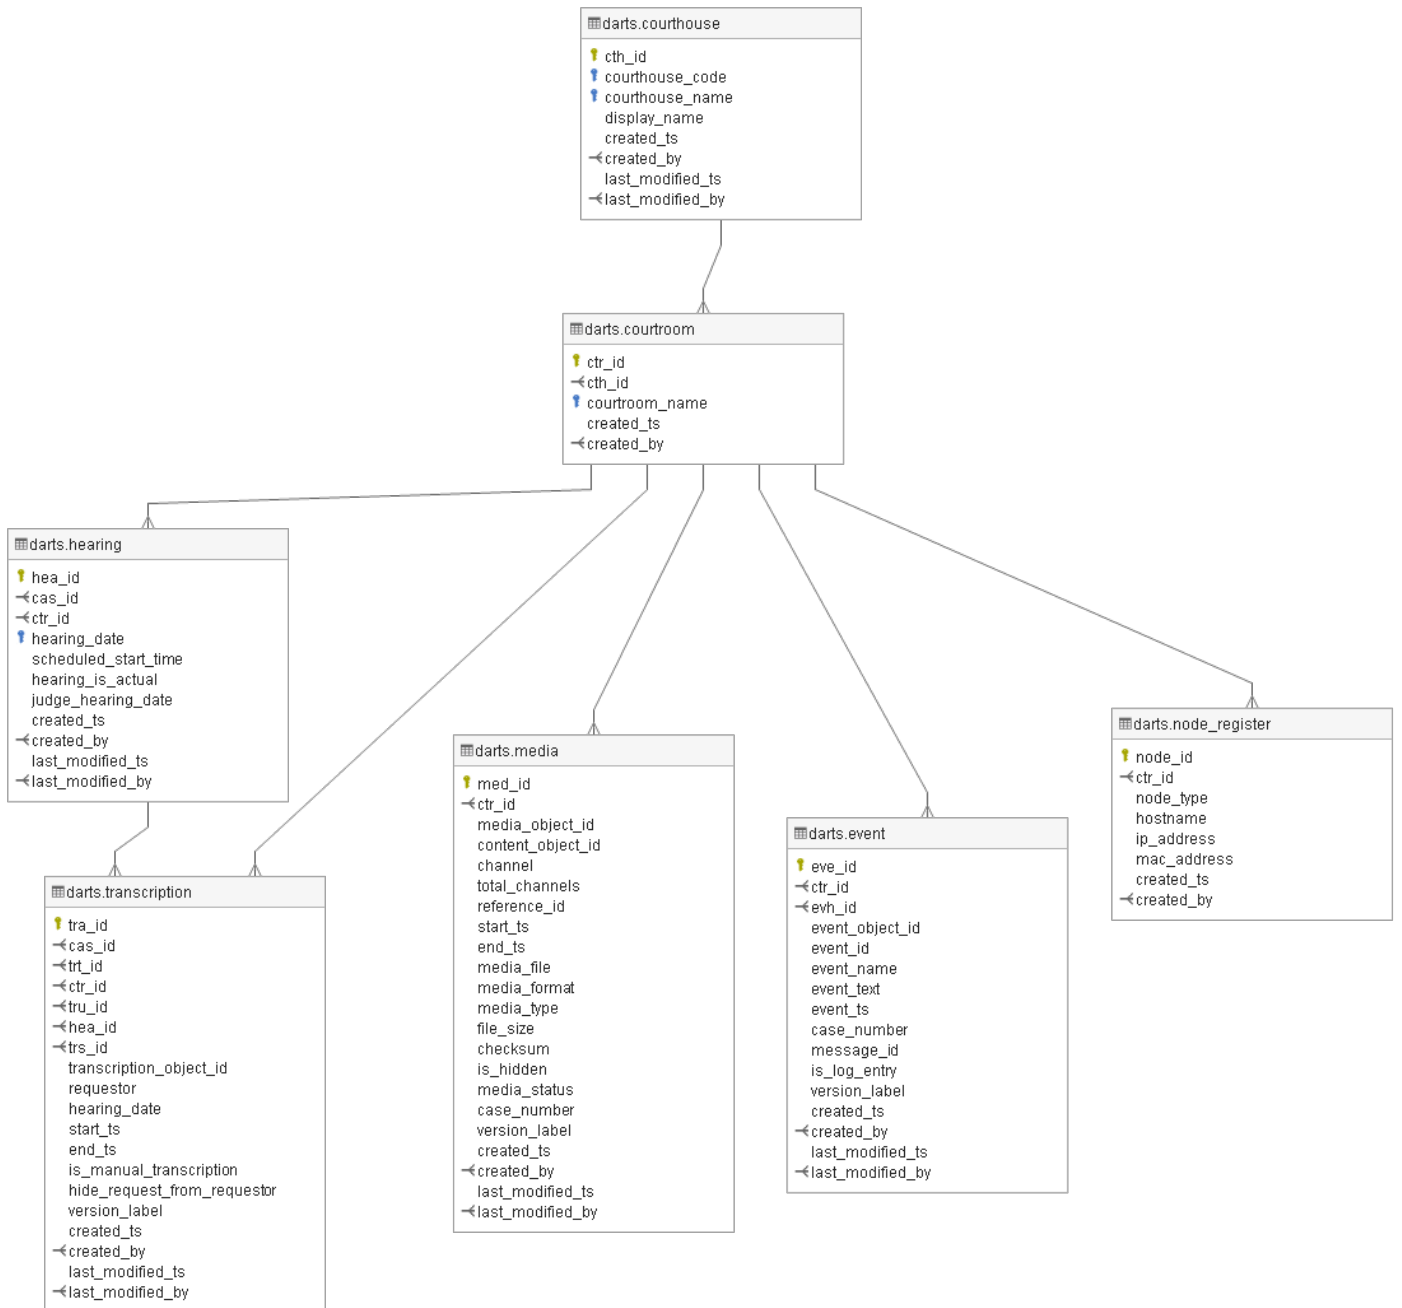 darts.courthouse
cth_id
courthouse_code
courthouse_name
display_name
created_ts
created_by
last_modified_ts
last_modified_by
darts.courtroom
ctr_id
cth_id
courtroom_name
created_ts
created_by
darts.hearing
hea_id
cas_id
ctr_id
hearing_date
scheduled_start_time
hearing_is_actual
judge_hearing_date
created_ts
created_by
last_modified_ts
last_modified_by
darts.transcription
tra_id
cas_id
trt_id
ctr_id
tru_id
hea_id
trs_id
transcription_object_id
requestor
hearing_date
start_ts
end_ts
is_manual_transcription
hide_request_from_requestor
version_label
created_ts
created_by
last_modified_ts
last_modified_by
darts.media
med_id
ctr_id
media_object_id
content_object_id
channel
total_channels
reference_id
start_ts
end_ts
media_file
media_format
media_type
file_size
checksum
is_hidden
media_status
case_number
version_label
created_ts
created_by
last_modified_ts
last_modified_by
darts.event
eve_id
ctr_id
evh_id
event_object_id
event_id
event_name
event_text
event_ts
case_number
message_id
is_log_entry
version_label
created_ts
created_by
last_modified_ts
last_modified_by
darts.node_register
node_id
ctr_id
node_type
hostname
ip_address
mac_address
created_ts
created_by